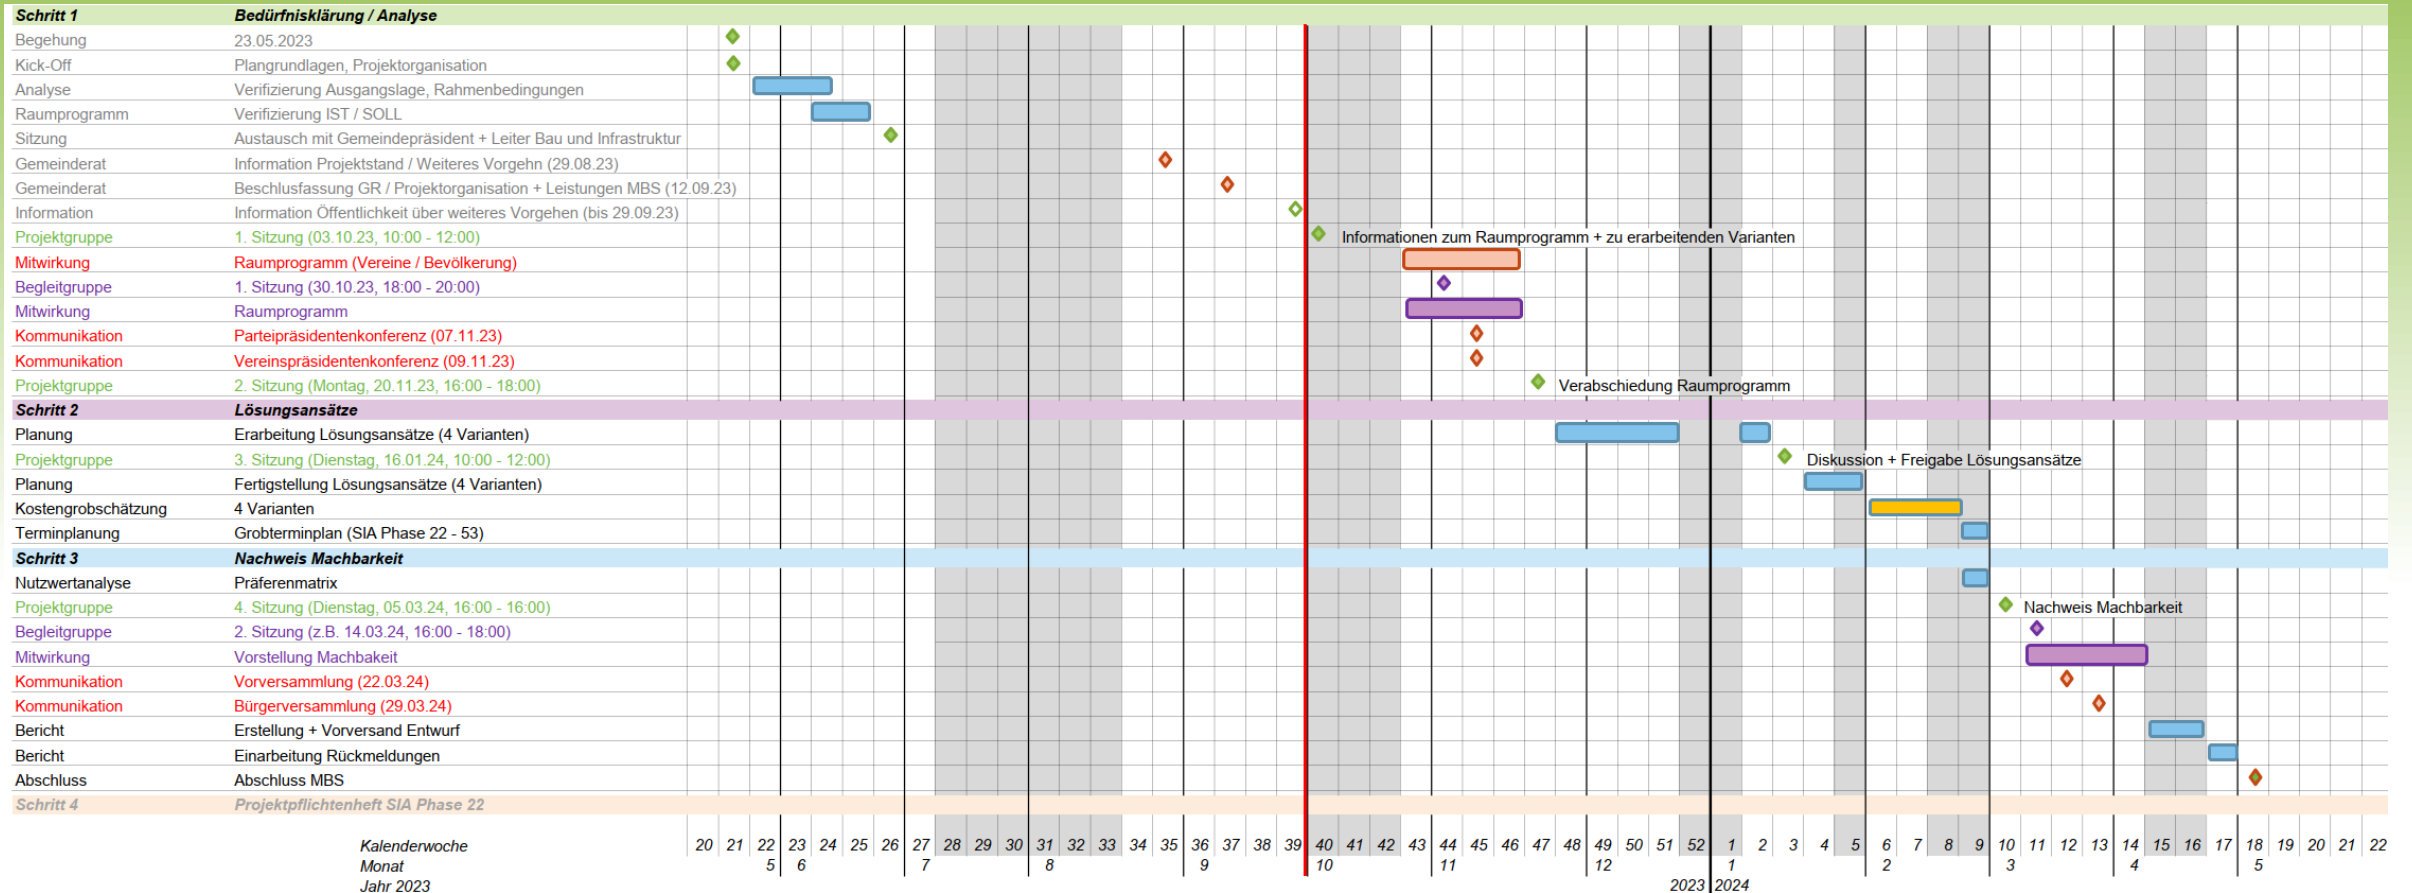 Schritt 1 Bedürfnisklärung / Analyse
Begehung 23.05.2023
Kick-Off Plangrundlagen, Projektorganisation
Analyse Verifizierung Ausgangslage, Rahmenbedingungen
Raumprogramm Verifizierung IST / SOLL
Sitzung Austausch mit Gemeindepräsident + Leiter Bau und Infrastruktur
Gemeinderat Information Projektstand / Weiteres Vorgehn (29.08.23)
Gemeinderat Beschlusfassung GR / Projektorganisation + Leistungen MBS (12.09.23)
Information Information Öffentlichkeit über weiteres Vorgehen (bis 29.09.23)
Projektgruppe 1. Sitzung (03.10.23, 10:00 - 12:00) Informationen zum Raumprogramm + zu erarbeitenden Varianten
Mitwirkung Raumprogramm (Vereine / Bevölkerung)
Begleitgruppe 1. Sitzung (30.10.23, 18:00 - 20:00)
Mitwirkung Raumprogramm
Kommunikation Parteipräsidentenkonferenz (07.11.23)
Kommunikation Vereinspräsidentenkonferenz (09.11.23)
Projektgruppe 2. Sitzung (Montag, 20.11.23, 16:00 - 18:00) Verabschiedung Raumprogramm
Schritt 2 Lösungsansätze
Planung Erarbeitung Lösungsansätze (4 Varianten)
Projektgruppe 3. Sitzung (Dienstag, 16.01.24, 10:00 - 12:00) Diskussion + Freigabe Lösungsansätze
Planung Fertigstellung Lösungsansätze (4 Varianten)
Kostengrobschätzung 4 Varianten
Terminplanung Grobterminplan (SIA Phase 22 - 53)
Schritt 3 Nachweis Machbarkeit
Nutzwertanalyse Präferenmatrix
Projektgruppe 4. Sitzung (Dienstag, 05.03.24, 16:00 - 16:00) Nachweis Machbarkeit
Begleitgruppe 2. Sitzung (z.B. 14.03.24, 16:00 - 18:00)
Mitwirkung Vorstellung Machbakeit
Kommunikation Vorversammlung (22.03.24)
Kommunikation Bürgerversammlung (29.03.24)
Bericht Erstellung + Vorversand Entwurf
Bericht Einarbeitung Rückmeldungen
Abschluss Abschluss MBS
Schritt 4 Projektpflichtenheft SIA Phase 22
Kalenderwoche 20 21 22 23 24 25 26 27 28 29 30 31 32 33 34 35 36 37 38 39 40 41 42 43 44 45 46 47 48 49 50 51 52 1 2 3 4 5 6 7 8 9 10 11 12 13 14 15 16 17 18 19 20 21 22
Monat 5 6 7 8 9 10 11 12 1 2 3 4 5
Jahr 2023 2023 2024